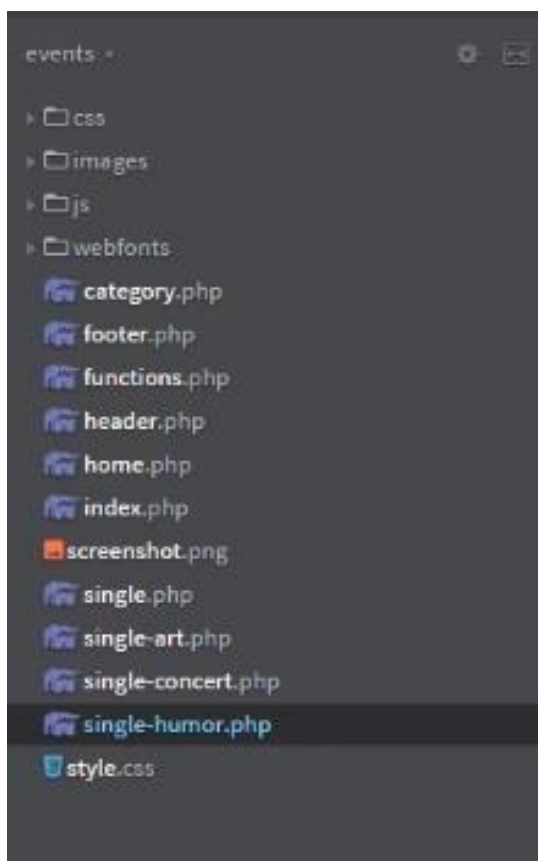 events
css
images
js
webfonts
category.php
footer.php
functions.php
header.php
home.php
index.php
screenshot.png
single.php
single-art.php
single-concert.php
single-humor.php
style.css